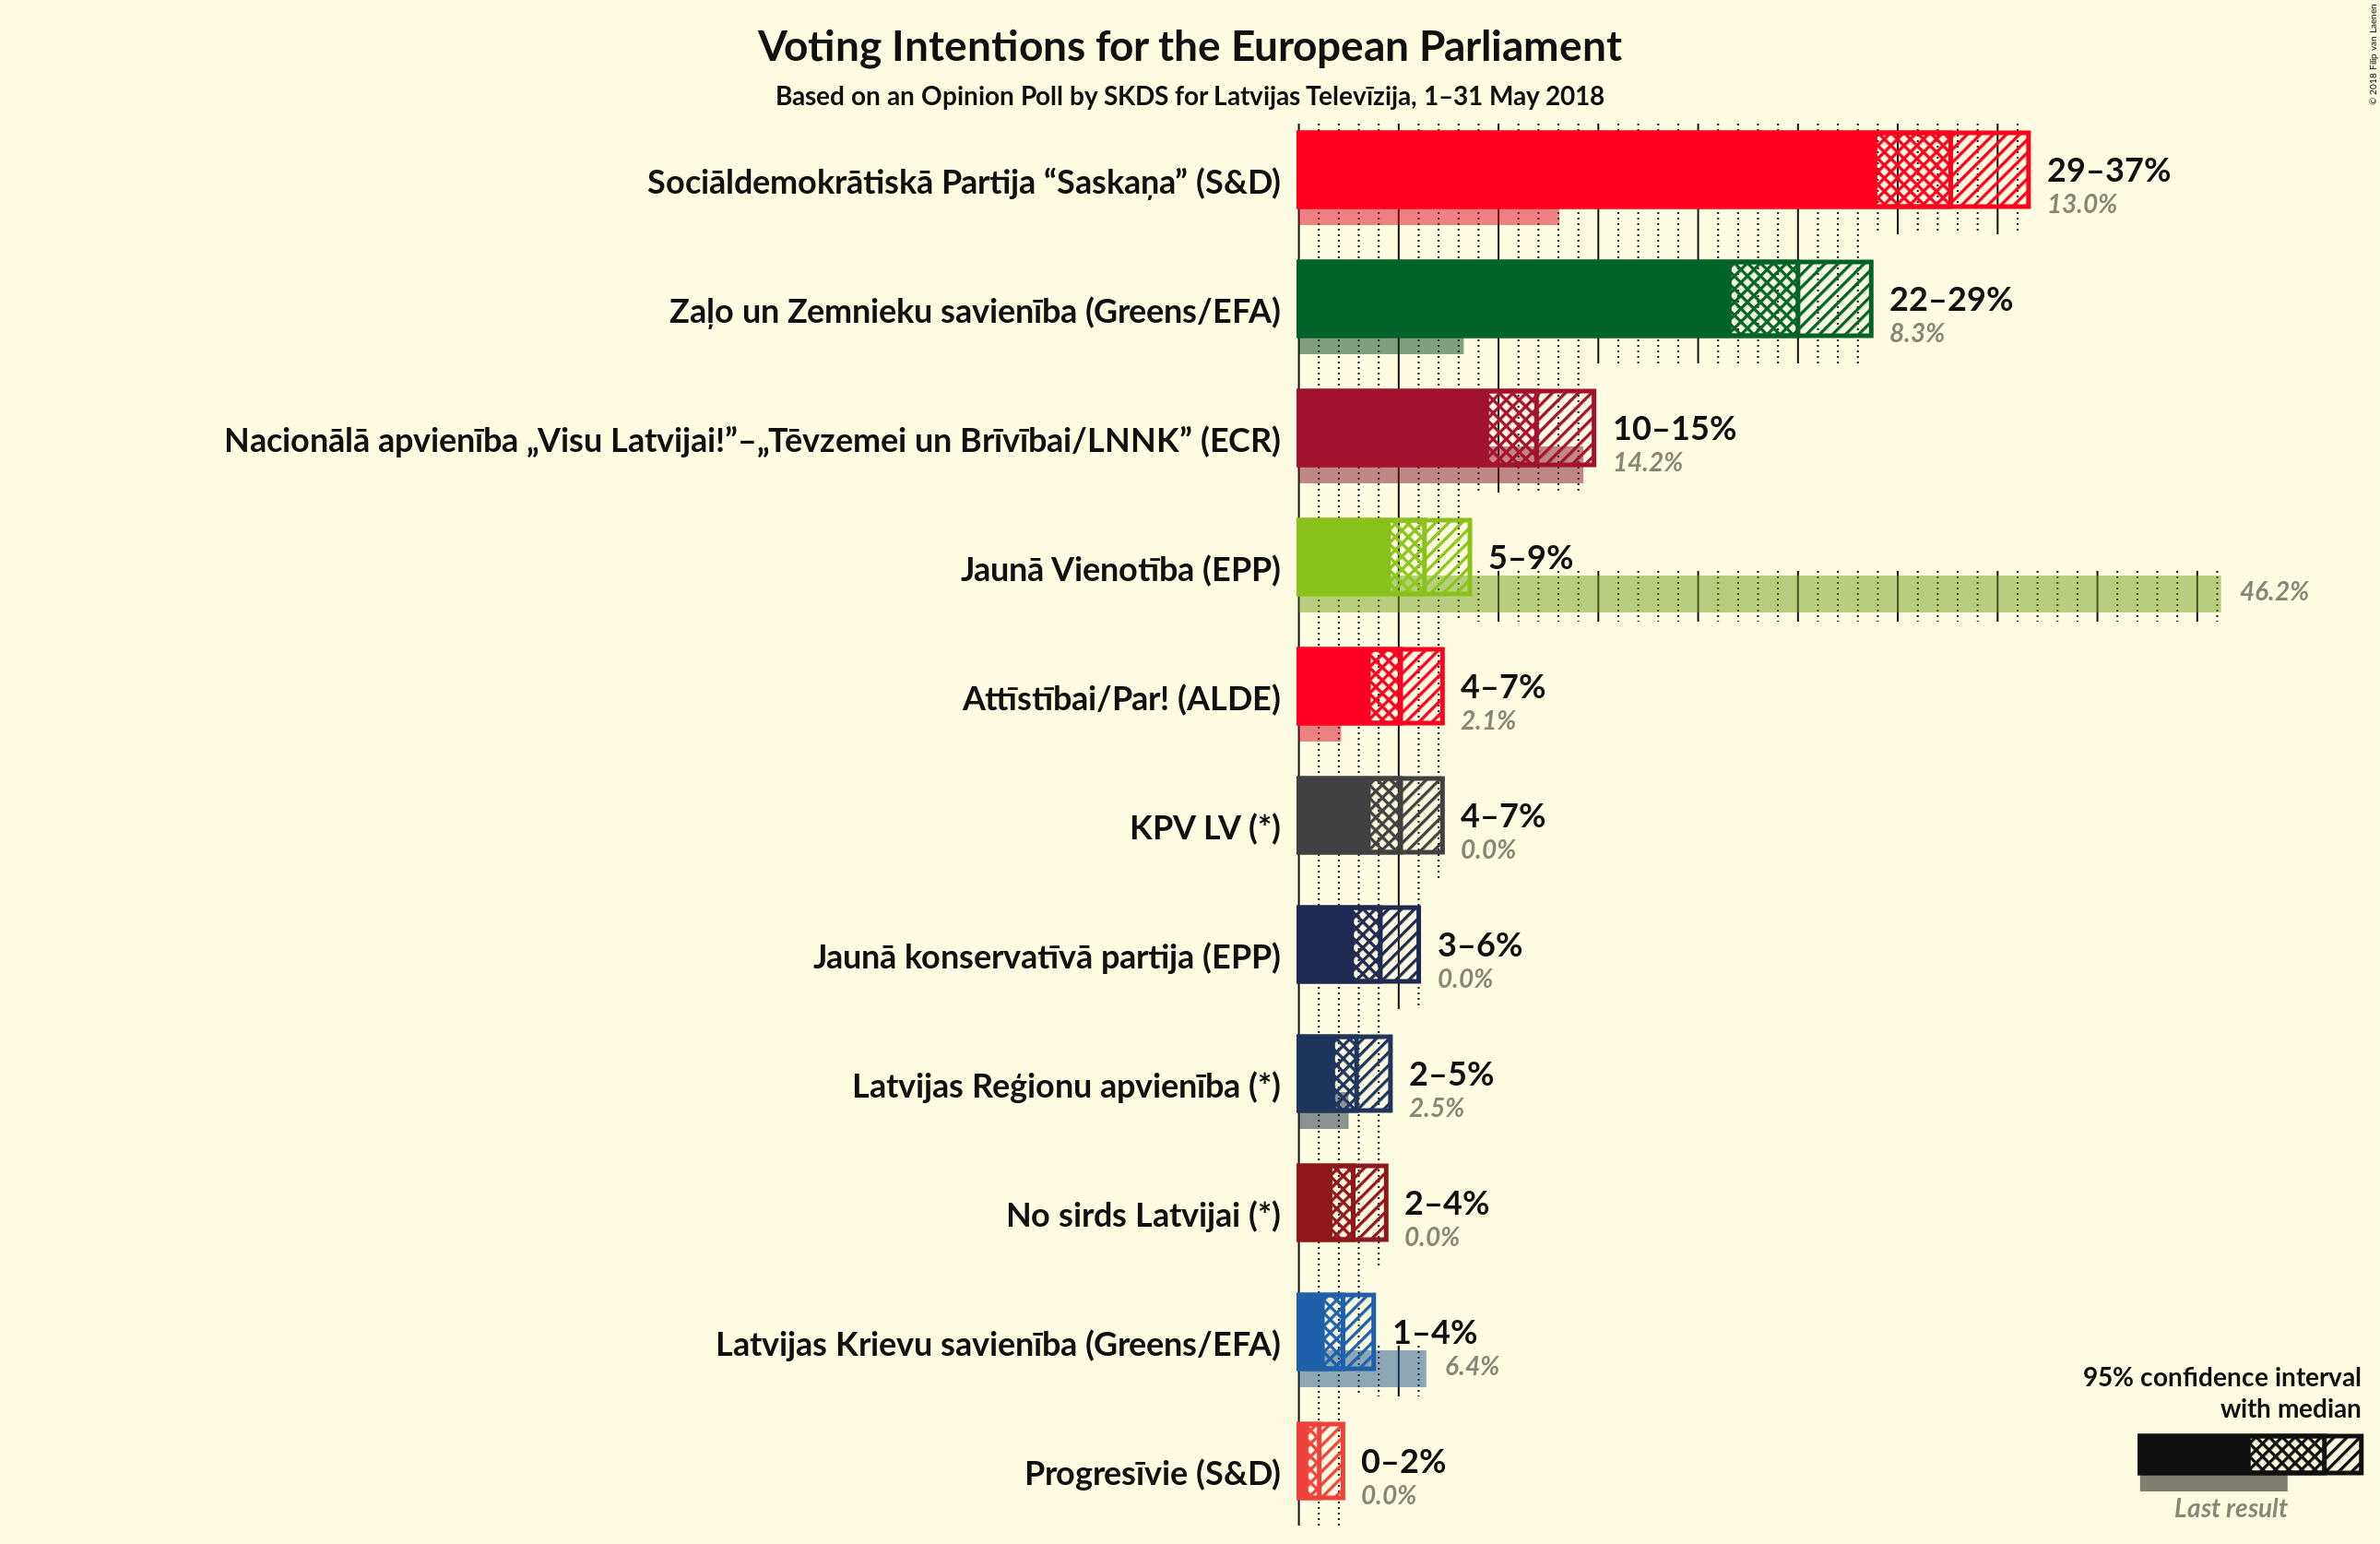 Voting Intentions for the European Parliament
Based on an Opinion Poll by SKDS for Latvijas Televīzija, 1–31 May 2018
© 2018 Filip van Laenen
Sociāldemokrātiskā Partija “Saskaņa” (S&D)
29–37%
13.0%
Zaļo un Zemnieku savienība (Greens/EFA)
22–29%
8.3%
Nacionālā apvienība „Visu Latvijai!”–„Tēvzemei un Brīvībai/LNNK” (ECR)
10–15%
14.2%
Jaunā Vienotība (EPP)
5–9%
46.2%
Attīstībai/Par! (ALDE)
4–7%
2.1%
KPV LV (*)
4–7%
0.0%
Jaunā konservatīvā partija (EPP)
3–6%
0.0%
Latvijas Reģionu apvienība (*)
2–5%
2.5%
No sirds Latvijai (*)
2–4%
0.0%
Latvijas Krievu savienība (Greens/EFA)
1–4%
6.4%
Progresīvie (S&D)
0–2%
0.0%
95% confidence interval
with median
Last result